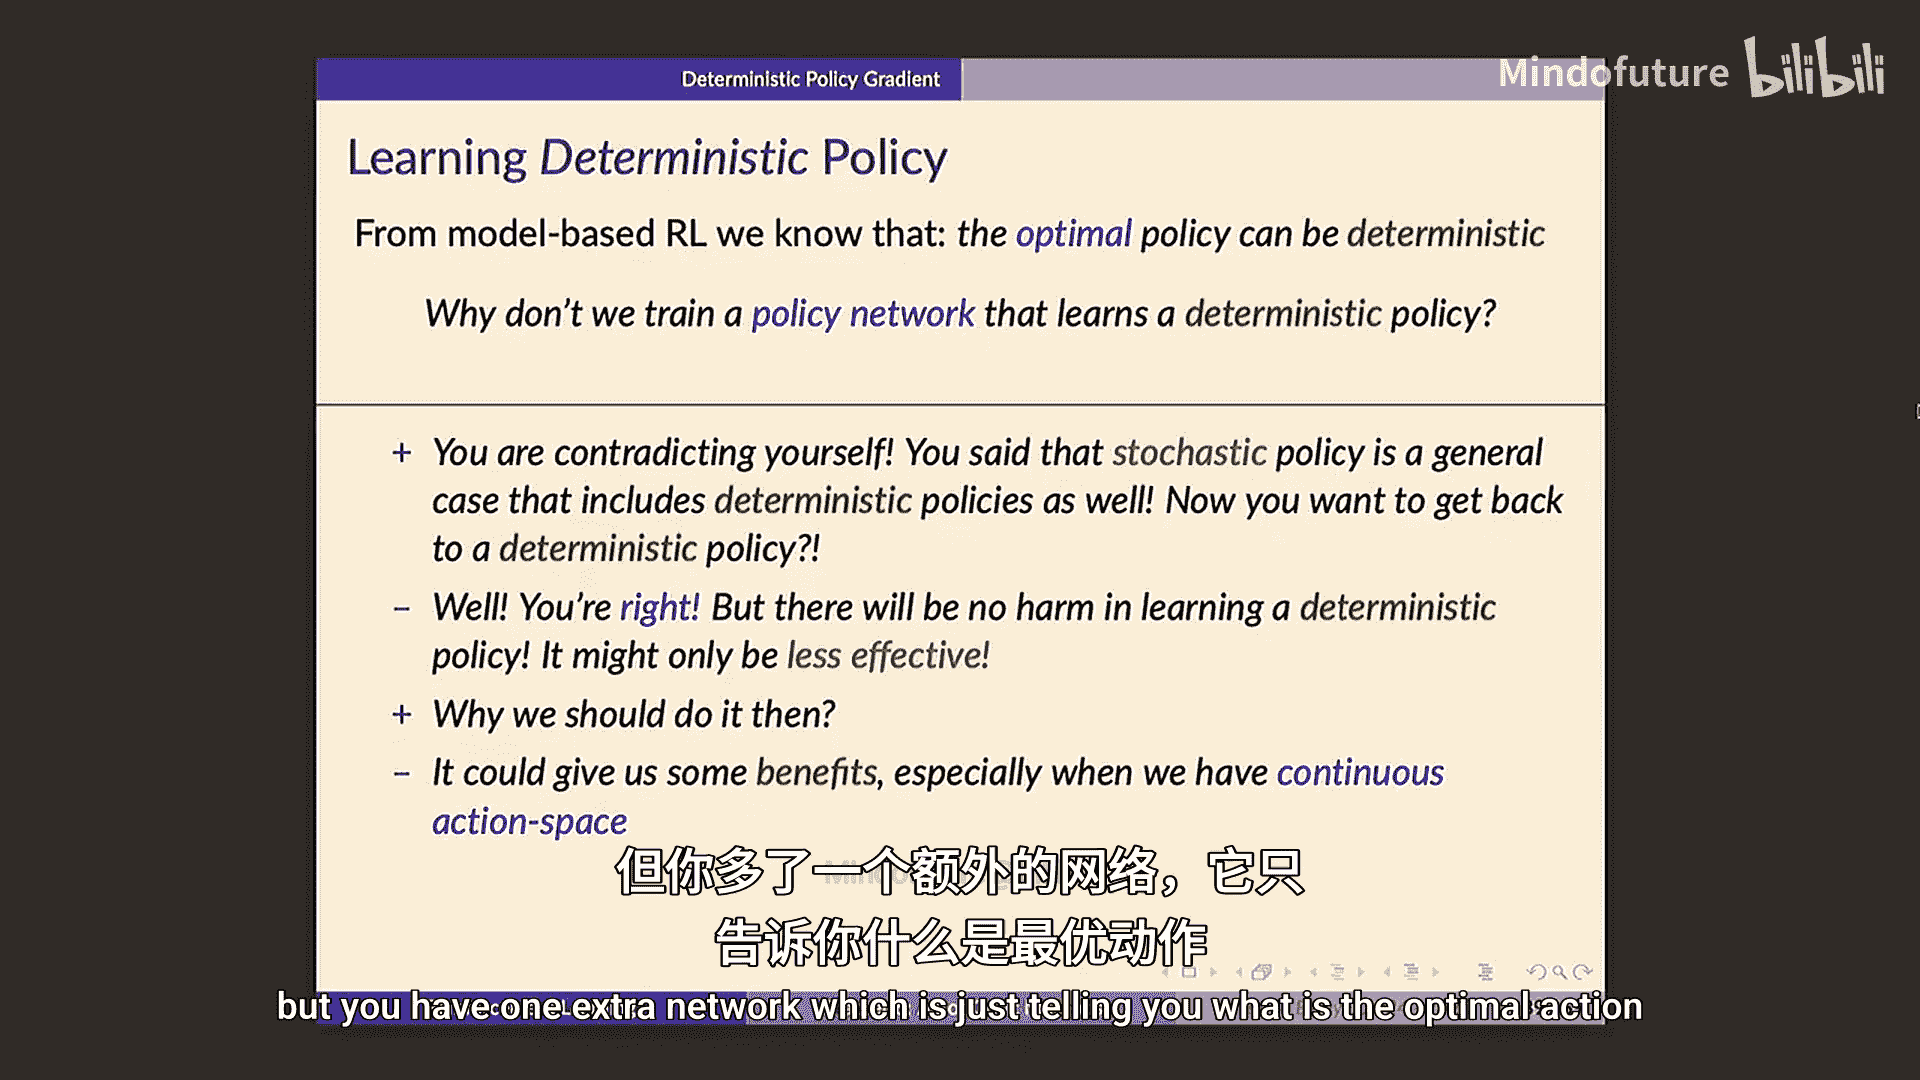 Deterministic Policy Gradient
Mindofuture bilibili
Learning Deterministic Policy
From model-based RL we know that: the optimal policy can be deterministic
Why don't we train a policy network that learns a deterministic policy?
+ You are contradicting yourself! You said that stochastic policy is a general
case that includes deterministic policies as well! Now you want to get back
to a deterministic policy?!
– Well! You're right! But there will be no harm in learning a deterministic
policy! It might only be less effective!
+ Why we should do it then?
– It could give us some benefits, especially when we have continuous
action-space
但你多了一个额外的网络，它只
告诉你什么是最优动作
but you have one extra network which is just telling you what is the optimal action